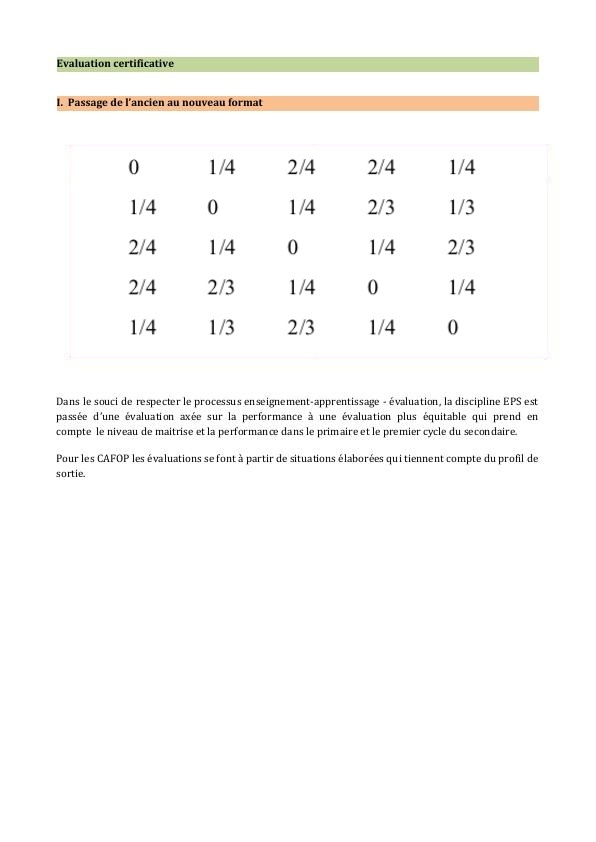 Evaluation certificative
I. Passage de l’ancien au nouveau format
0 1/4 2/4 2/4 1/4
1/4 0 1/4 2/3 1/3
2/4 1/4 0 1/4 2/3
2/4 2/3 1/4 0 1/4
1/4 1/3 2/3 1/4 0
Dans le souci de respecter le processus enseignement-apprentissage - évaluation, la discipline EPS est
passée d’une évaluation axée sur la performance à une évaluation plus équitable qui prend en
compte le niveau de maitrise et la performance dans le primaire et le premier cycle du secondaire.
Pour les CAFOP les évaluations se font à partir de situations élaborées qui tiennent compte du profil de
sortie.